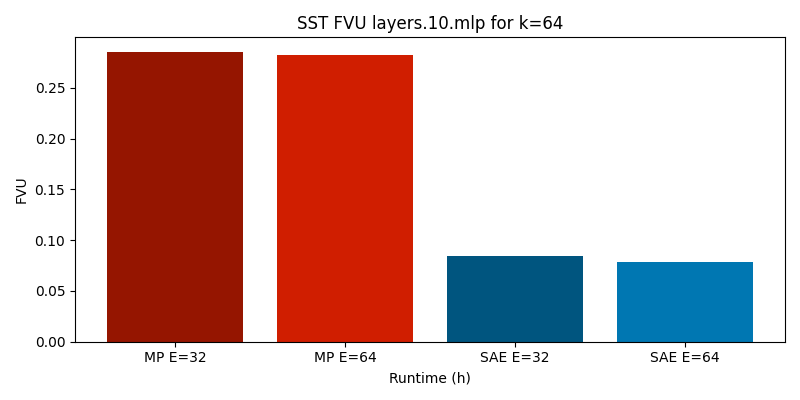 SST FVU layers.10.mlp for k=64
FVU
0.25
0.20
0.15
0.10
0.05
0.00
MP E=32
MP E=64
SAE E=32
SAE E=64
Runtime (h)